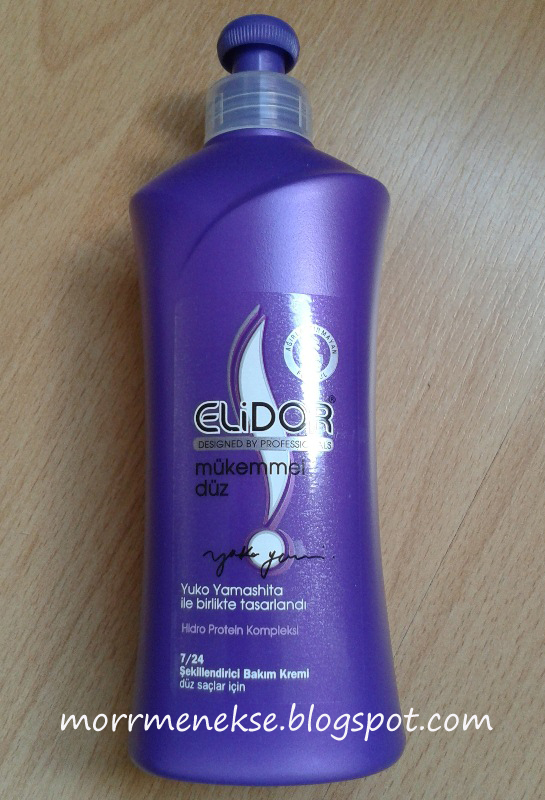 ELiDOR®
DESIGNED BY PROFESSIONALS
mükemmel
düz
Yuko Yamashita
ile birlikte tasarlandı
Hidro Protein Kompleksi
7/24
Şekillendirici Bakım Kremi
düz saçlar için
morrmenekse.blogspot.com